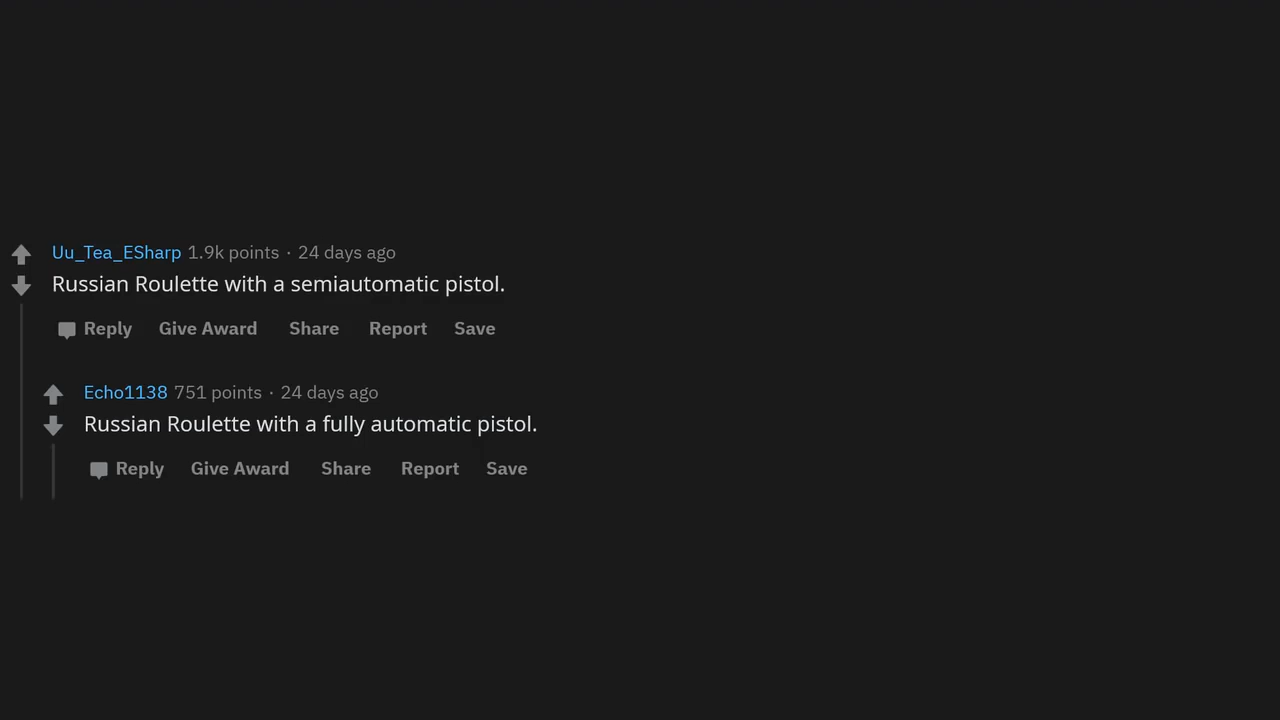 Uu_Tea_ESharp 1.9k points · 24 days ago
Russian Roulette with a semiautomatic pistol.
Reply Give Award Share Report Save
Echo1138 751 points · 24 days ago
Russian Roulette with a fully automatic pistol.
Reply Give Award Share Report Save